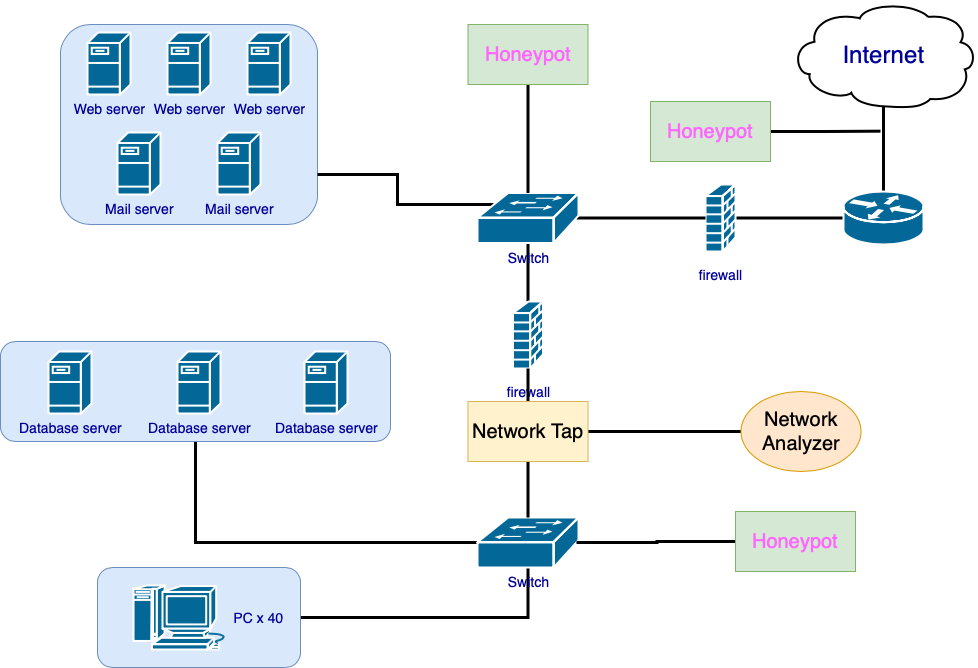 Internet
Honeypot
Web server
Web server
Web server
Honeypot
Mail server
Mail server
Switch
firewall
firewall
Database server
Database server
Database server
Network Tap
Network
Analyzer
Honeypot
Switch
PC x 40